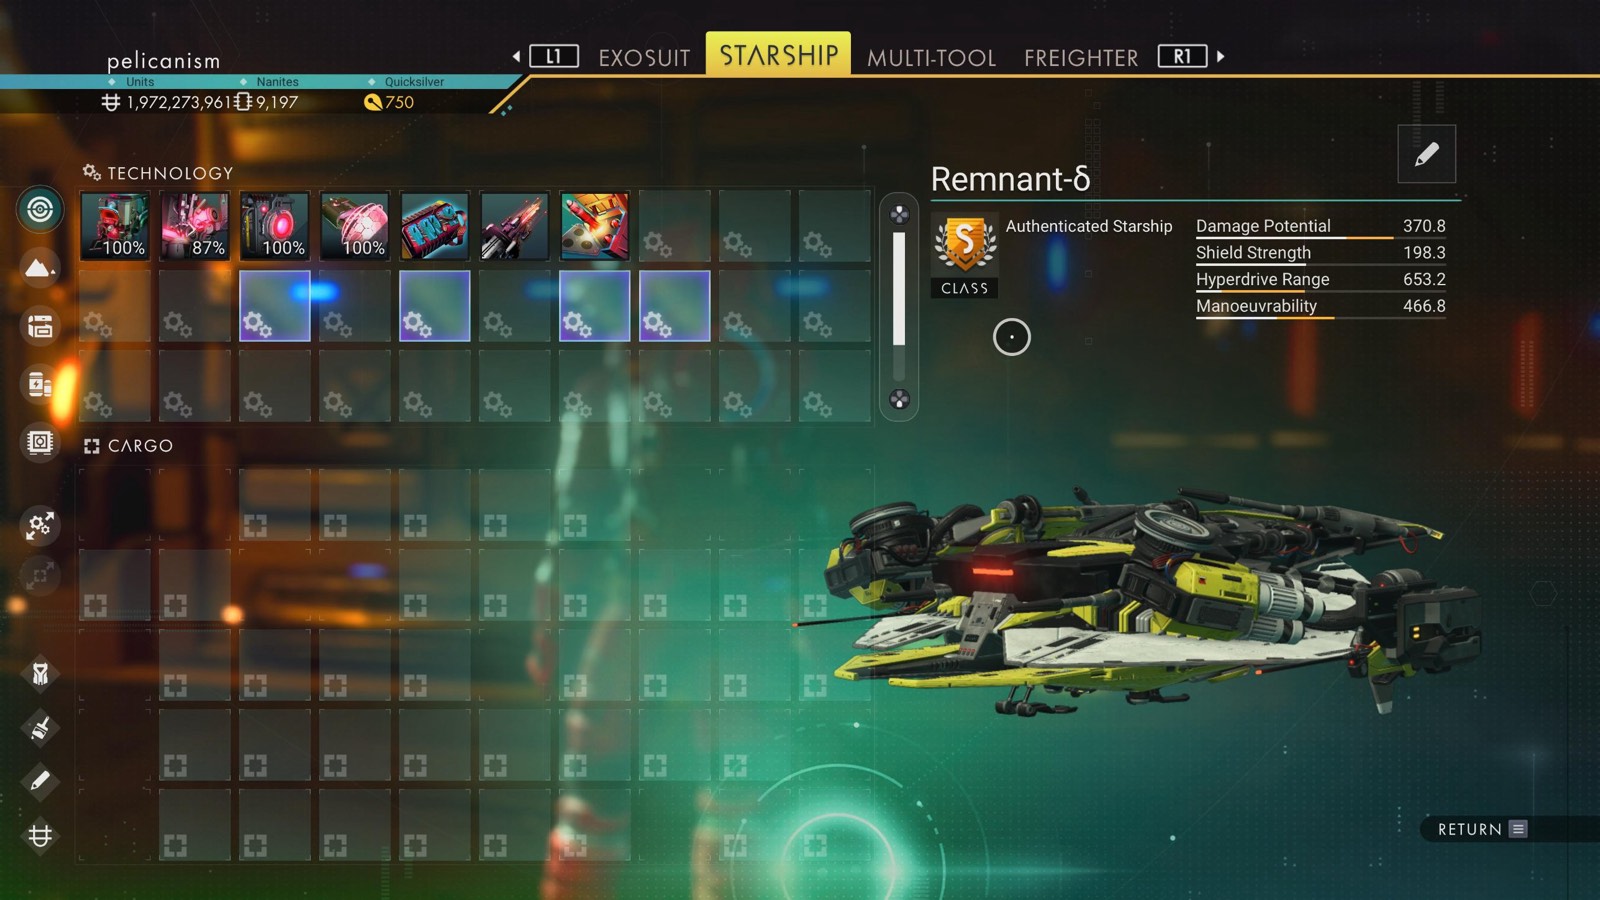 pelicanism
Units Nanites Quicksilver
1,972,273,961 9,197 750
L1 EXOSUIT STARSHIP MULTI-TOOL FREIGHTER R1
TECHNOLOGY
100% 87% 100% 100%
CARGO
Remnant-δ
S
CLASS
Authenticated Starship
Damage Potential 370.8
Shield Strength 198.3
Hyperdrive Range 653.2
Manoeuvrability 466.8
RETURN